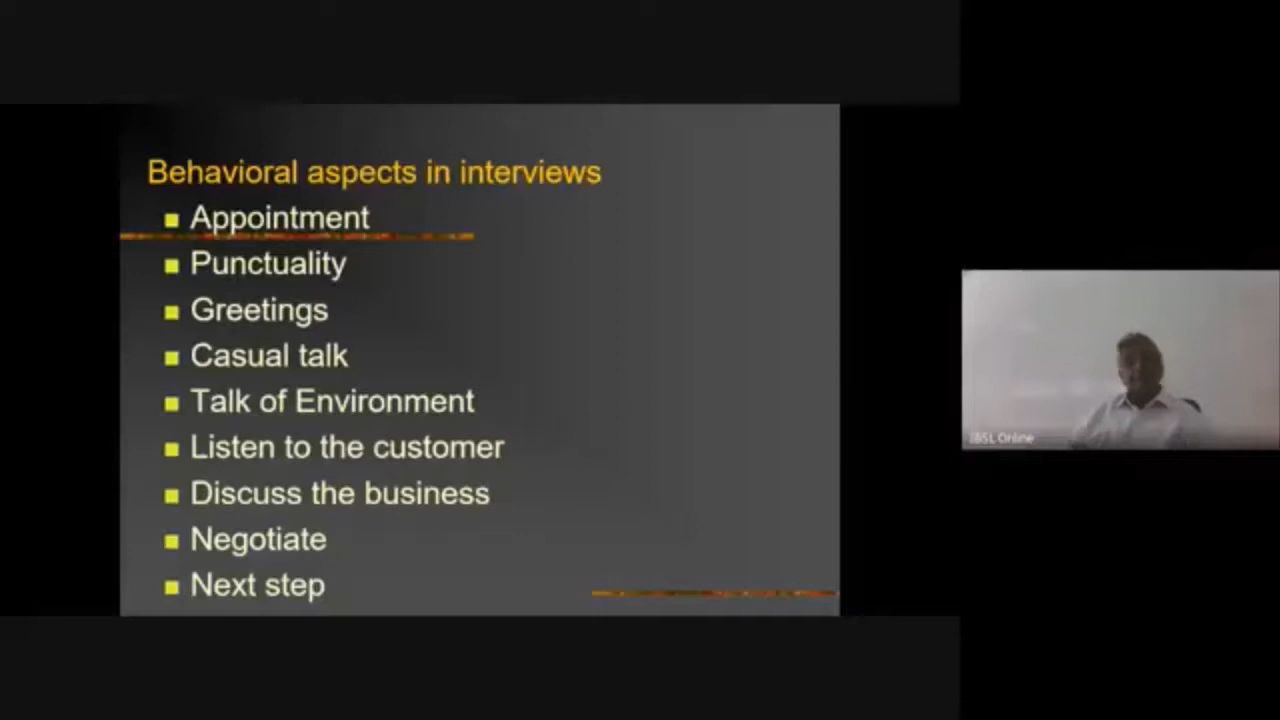 Behavioral aspects in interviews
Appointment
Punctuality
Greetings
Casual talk
Talk of Environment
Listen to the customer
Discuss the business
Negotiate
Next step
IBSL Online